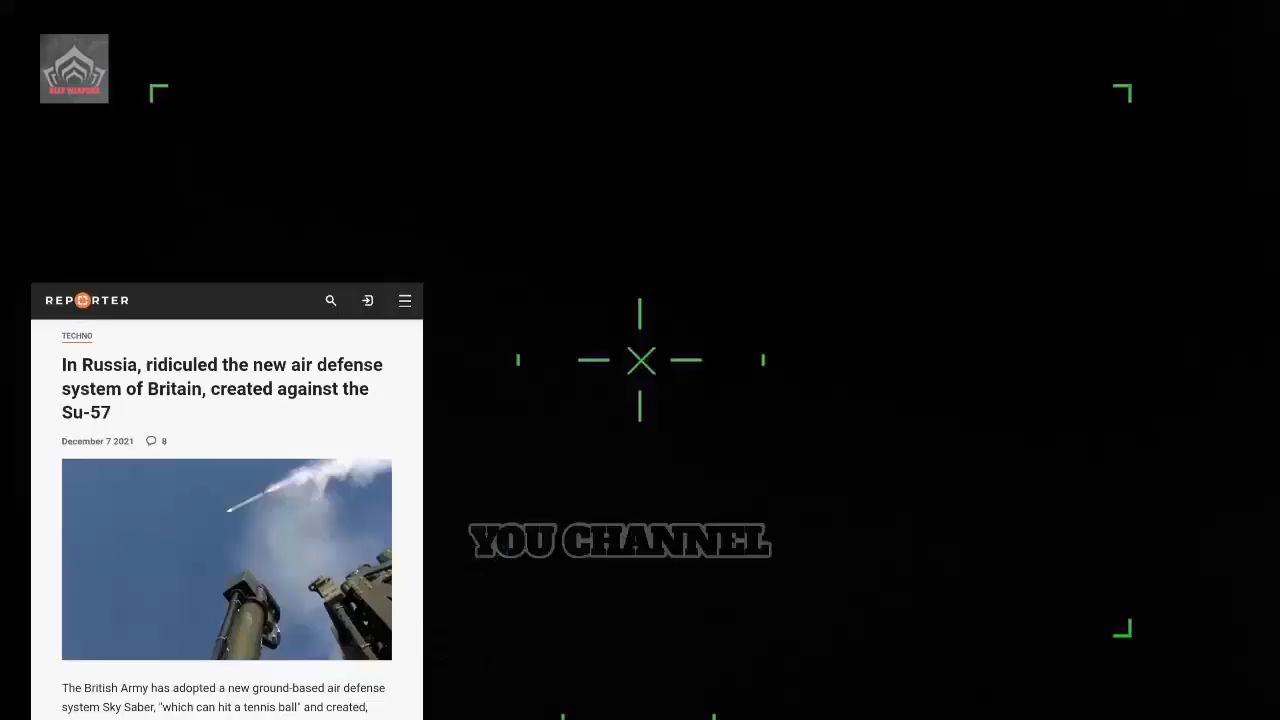 REPORTER
TECHNO
In Russia, ridiculed the new air defense
system of Britain, created against the
Su-57
December 7 2021 8
YOU CHANNEL
The British Army has adopted a new ground-based air defense
system Sky Saber, "which can hit a tennis ball" and created,